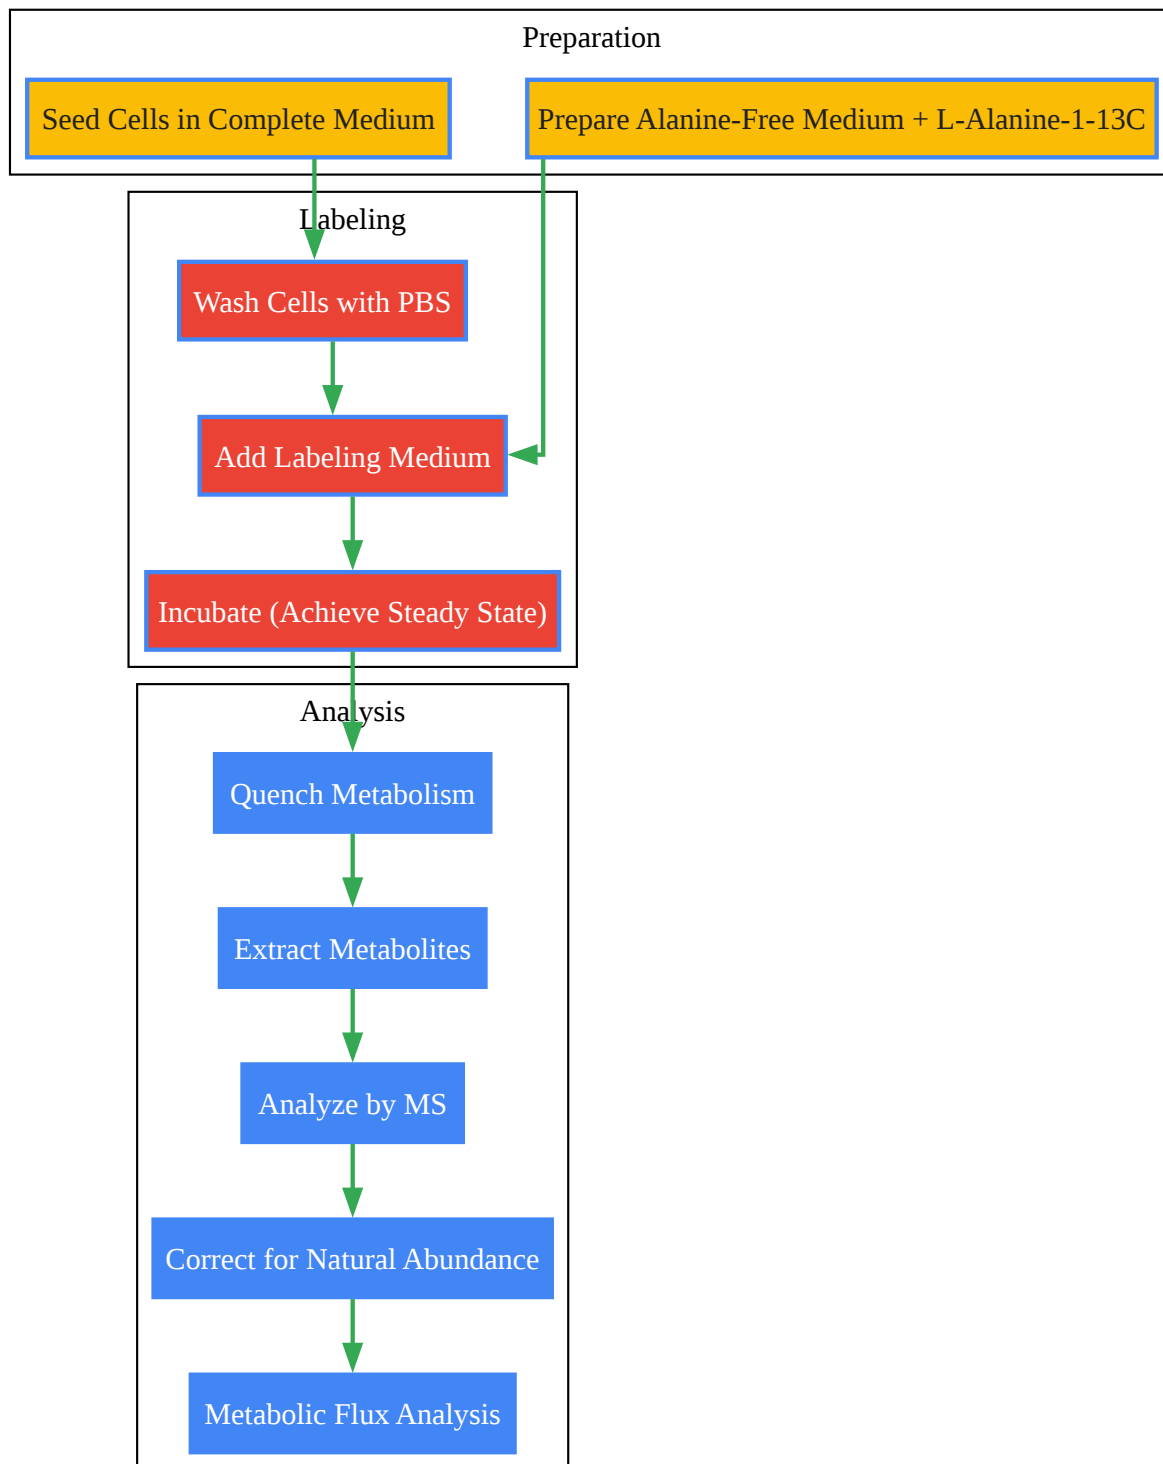 Preparation
Seed Cells in Complete Medium
Prepare Alanine-Free Medium + L-Alanine-1-13C
Labeling
Wash Cells with PBS
Add Labeling Medium
Incubate (Achieve Steady State)
Analysis
Quench Metabolism
Extract Metabolites
Analyze by MS
Correct for Natural Abundance
Metabolic Flux Analysis